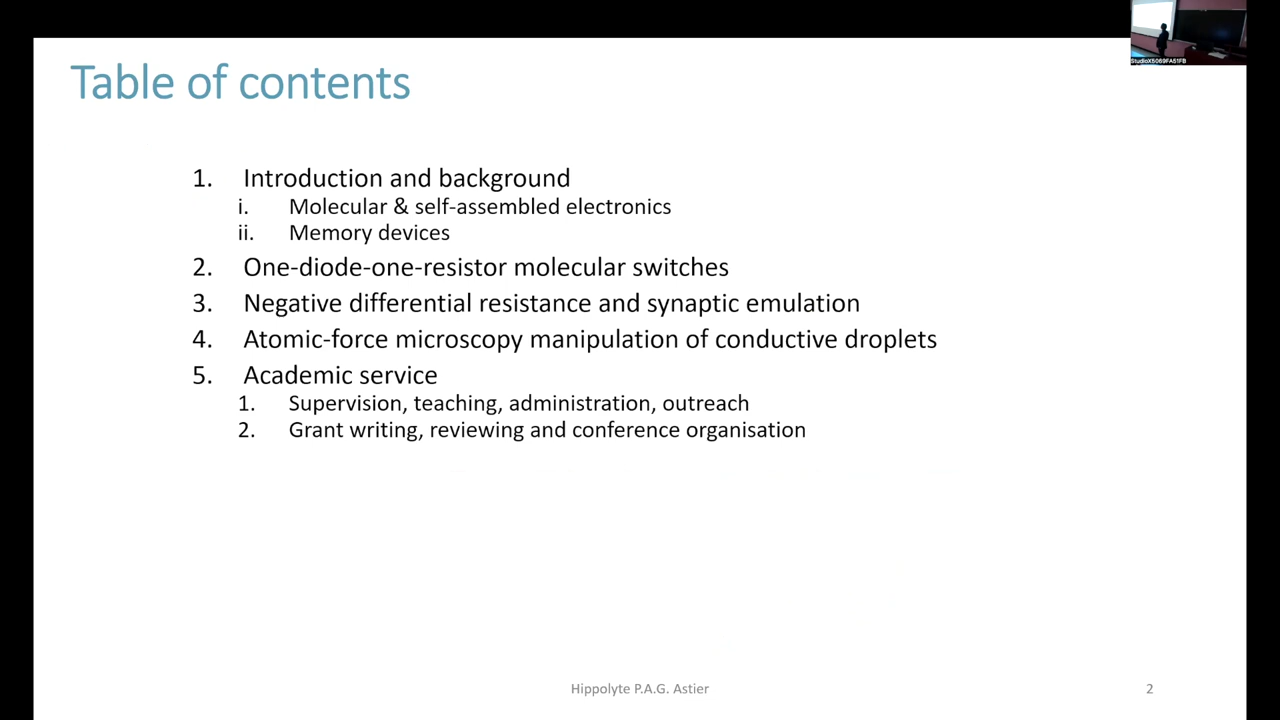 StudioX5069FA51FB
Table of contents
1. Introduction and background
i. Molecular & self-assembled electronics
ii. Memory devices
2. One-diode-one-resistor molecular switches
3. Negative differential resistance and synaptic emulation
4. Atomic-force microscopy manipulation of conductive droplets
5. Academic service
1. Supervision, teaching, administration, outreach
2. Grant writing, reviewing and conference organisation
Hippolyte P.A.G. Astier
2